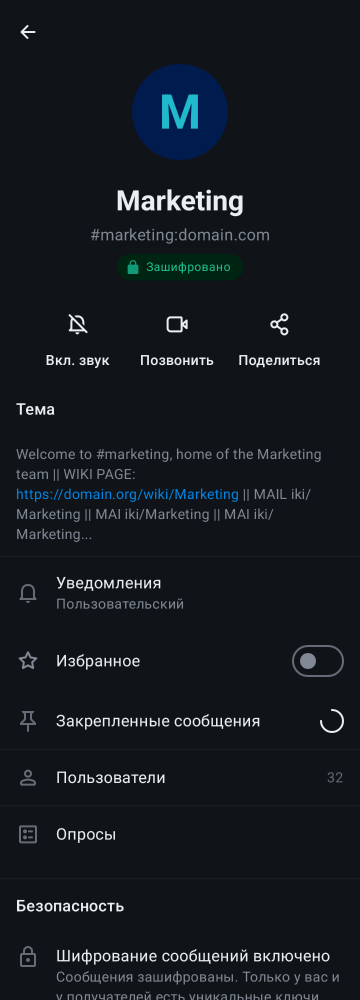 M
Marketing
#marketing:domain.com
Зашифровано
Вкл. звук Позвонить Поделиться
Тема
Welcome to #marketing, home of the Marketing
team || WIKI PAGE:
https://domain.org/wiki/Marketing || MAIL iki/
Marketing || MAI iki/Marketing || MAI iki/
Marketing...
Уведомления
Пользовательский
Избранное
Закрепленные сообщения
Пользователи 32
Опросы
Безопасность
Шифрование сообщений включено
Сообщения зашифрованы. Только у вас и
у получателей есть уникальные ключи